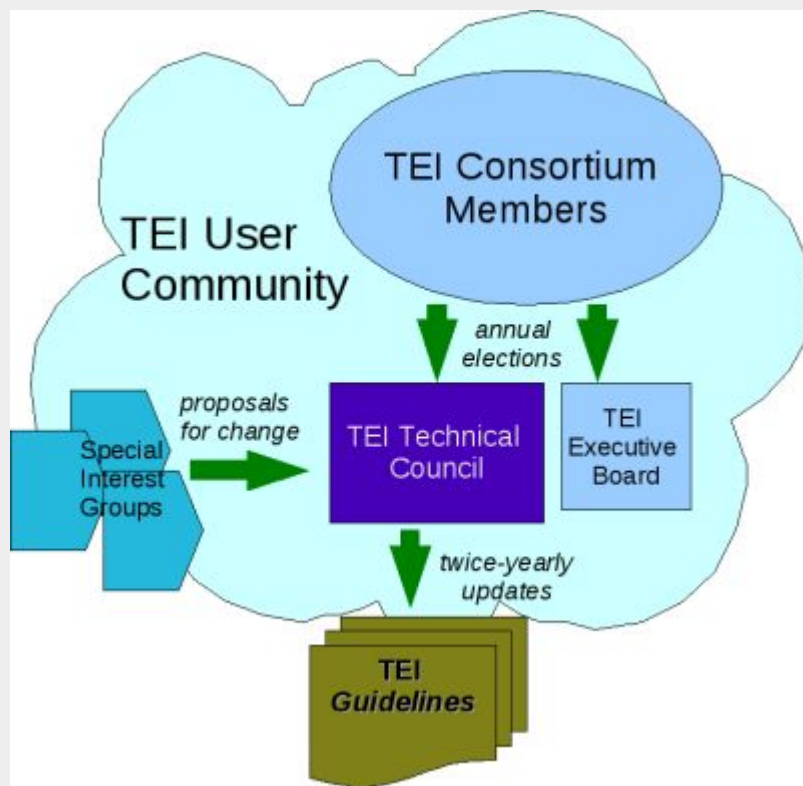 TEI Consortium
Members
TEI User
Community
annual
elections
proposals
for change
TEI Technical
Council
TEI
Executive
Board
Special
Interest
Groups
twice-yearly
updates
TEI
Guidelines